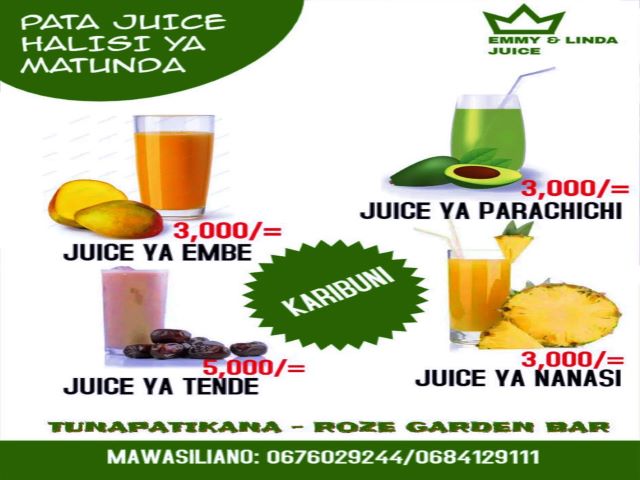 PATA JUICE
HALISI YA
MATUNDA
EMMY & LINDA
JUICE
3,000/=
JUICE YA EMBE
3,000/=
JUICE YA PARACHICHI
KARIBUNI
5,000/=
JUICE YA TENDE
3,000/=
JUICE YA NANASI
TUNAPATIKANA - ROZE GARDEN BAR
MAWASILIANO: 0676029244/0684129111